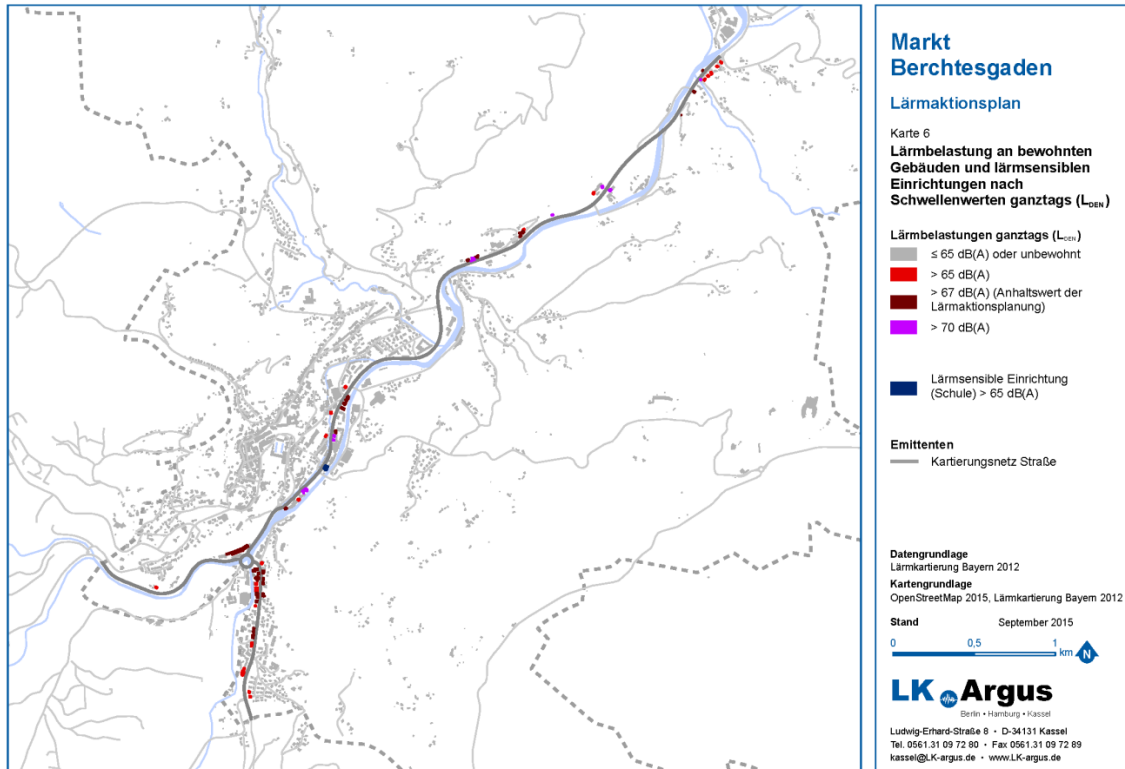 Markt
Berchtesgaden
Lärmaktionsplan
Karte 6
Lärmbelastung an bewohnten
Gebäuden und lärmsensiblen
Einrichtungen nach
Schwellenwerten ganztags (LDEN)
Lärmbelastungen ganztags (LDEN)
≤ 65 dB(A) oder unbewohnt
> 65 dB(A)
> 67 dB(A) (Anhaltswert der
Lärmaktionsplanung)
> 70 dB(A)
Lärmsensible Einrichtung
(Schule) > 65 dB(A)
Emittenten
Kartierungsnetz Straße
Datengrundlage
Lärmkartierung Bayern 2012
Kartengrundlage
OpenStreetMap 2015, Lärmkartierung Bayern 2012
Stand September 2015
0 0,5 1
km N
LK Argus
Berlin • Hamburg • Kassel
Ludwig-Erhard-Straße 8 • D-34131 Kassel
Tel. 0561.31 09 72 80 • Fax 0561.31 09 72 89
kassel@LK-argus.de • www.LK-argus.de